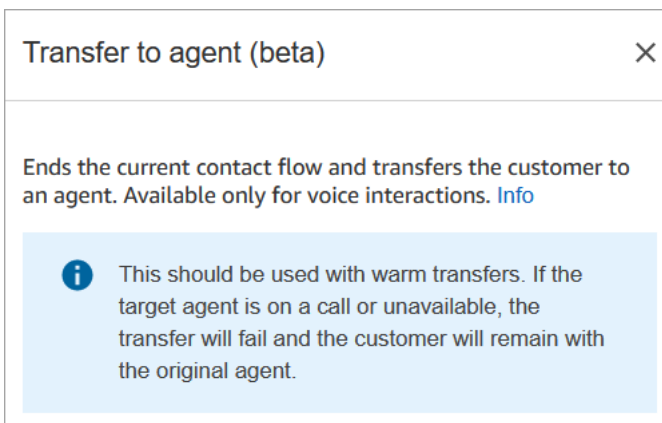 Transfer to agent (beta)
Ends the current contact flow and transfers the customer to
an agent. Available only for voice interactions. Info
This should be used with warm transfers. If the
target agent is on a call or unavailable, the
transfer will fail and the customer will remain with
the original agent.